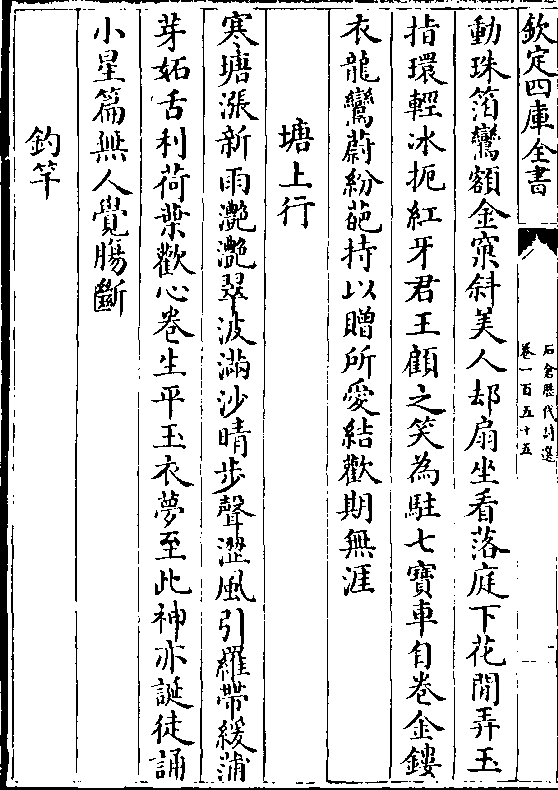 欽定四庫全書
石倉歷代詩選
卷一百五十五
動珠箔鸞額金窠斜美人却扇坐看落庭下花閒弄玉
指環輕冰扼紅牙君王顧之笑為駐七寶車自卷金鏤
衣龍鸞蔚紛葩持以贈所愛結歡期無涯
塘上行
寒塘漲新雨灔灔翠波滿沙晴步聲澀風引羅帶緩蒲
芽妬舌利荷葉歡心卷生平玉衣夢至此神亦誕徒誦
小星篇無人覺腸斷
釣竿